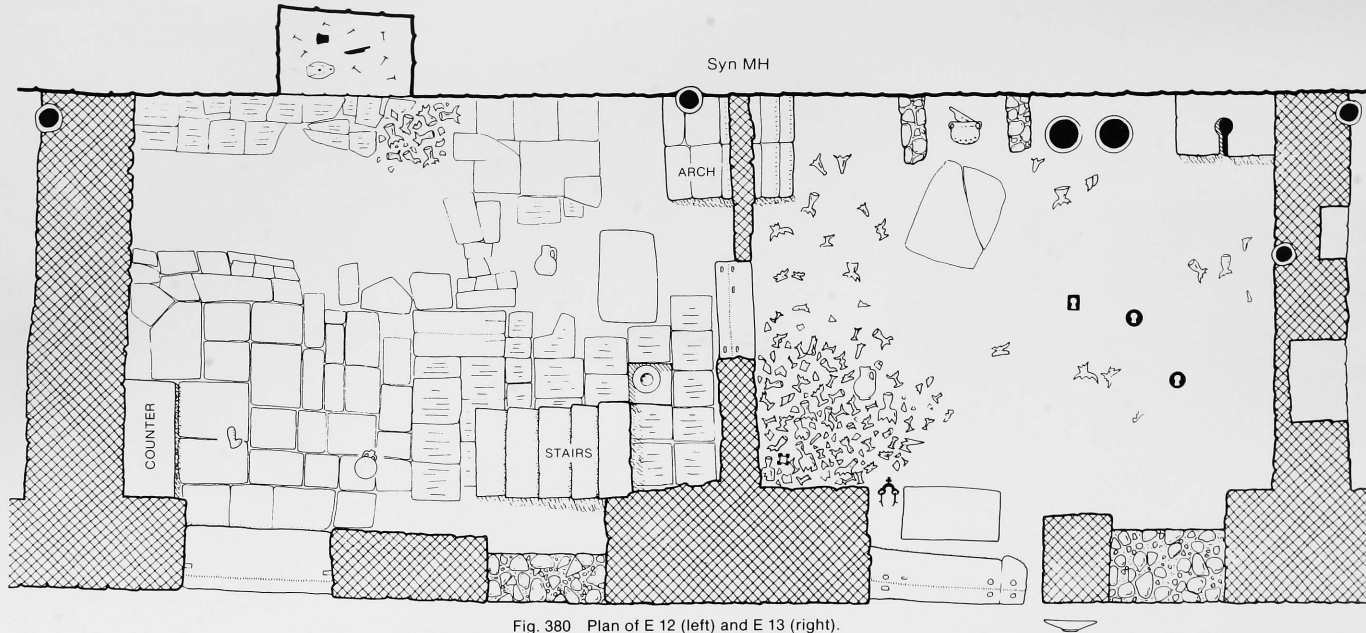 Syn MH
ARCH
COUNTER
STAIRS
Fig. 380 Plan of E 12 (left) and E 13 (right).